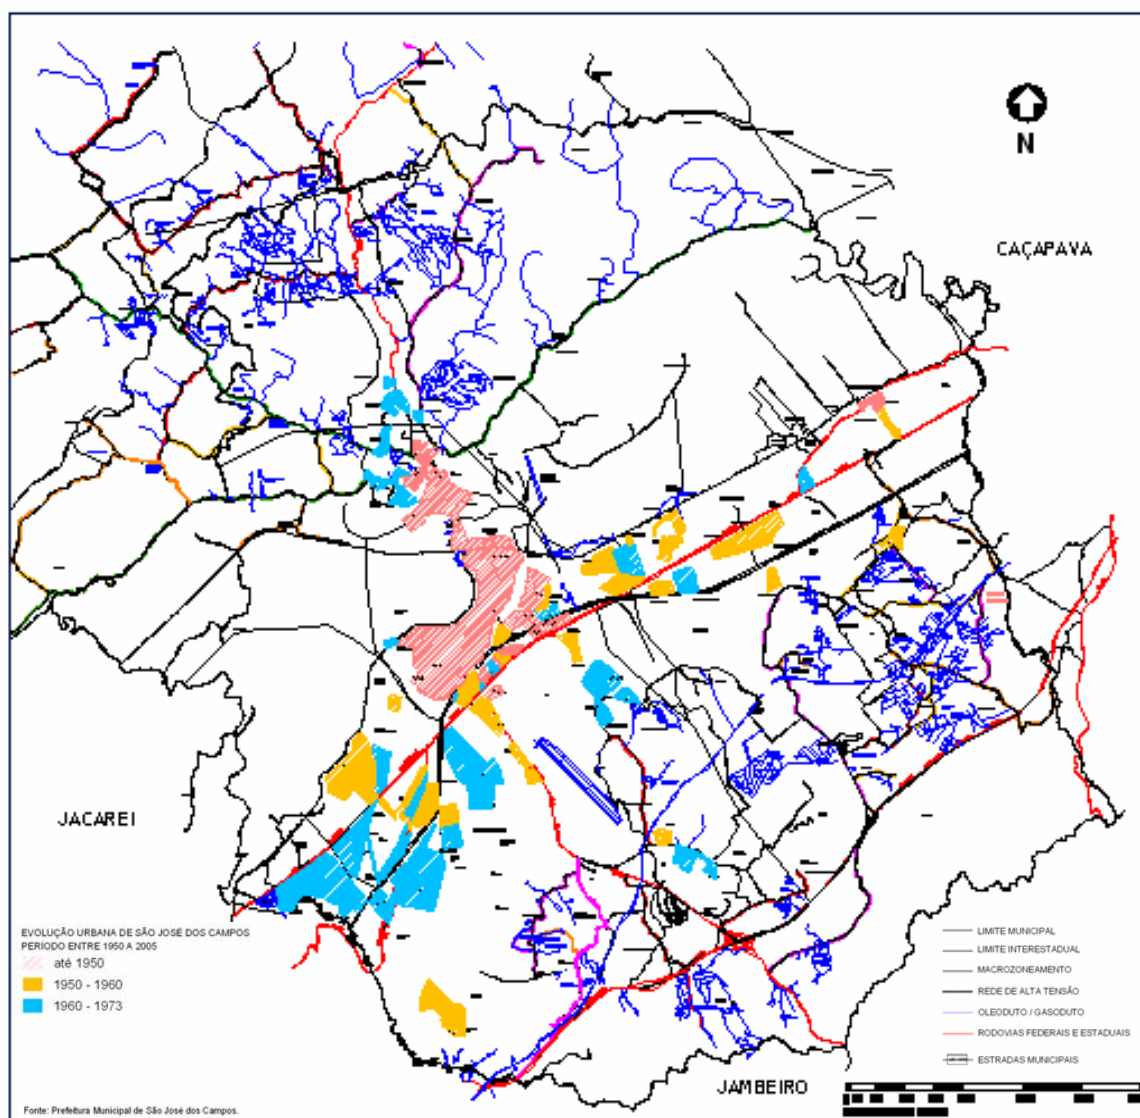 N
CAÇAPAVA
JACAREI
EVOLUÇÃO URBANA DE SÃO JOSÉ DOS CAMPOS
PERÍODO ENTRE 1950 A 2005
até 1950
1950 - 1960
1960 - 1973
LIMITE MUNICIPAL
LIMITE INTERESTADUAL
MACROZONEAMENTO
REDE DE ALTA TENSÃO
OLEODUTO / GASODUTO
RODOVIAS FEDERAIS E ESTADUAIS
ESTRADAS MUNICIPAIS
JAMBEIRO
Fonte: Prefeitura Municipal de São José dos Campos.